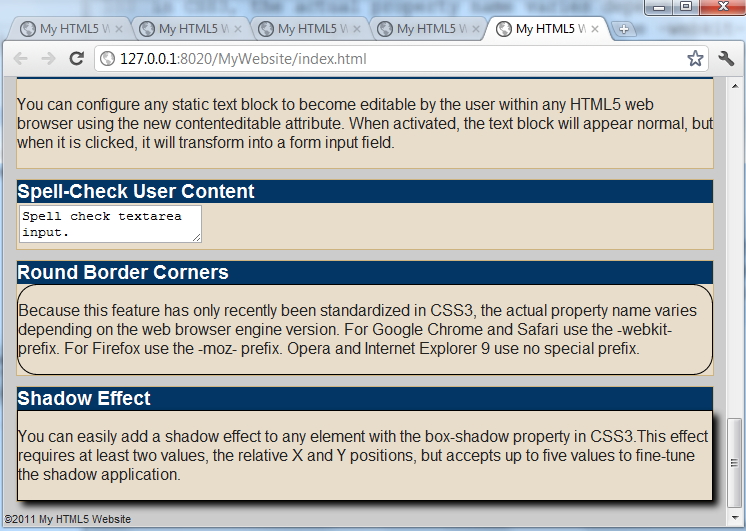 in CSS3, the actual property name varies
My HTML5 W
My HTML5 W
My HTML5 W
My HTML5 W
My HTML5 W
127.0.0.1:8020/MyWebsite/index.html
You can configure any static text block to become editable by the user within any HTML5 web
browser using the new contenteditable attribute. When activated, the text block will appear normal, but
when it is clicked, it will transform into a form input field.
Spell-Check User Content
Spell check textarea
input.
Round Border Corners
Because this feature has only recently been standardized in CSS3, the actual property name varies
depending on the web browser engine version. For Google Chrome and Safari use the -webkit-
prefix. For Firefox use the -moz- prefix. Opera and Internet Explorer 9 use no special prefix.
Shadow Effect
You can easily add a shadow effect to any element with the box-shadow property in CSS3.This effect
requires at least two values, the relative X and Y positions, but accepts up to five values to fine-tune
the shadow application.
©2011 My HTML5 Website